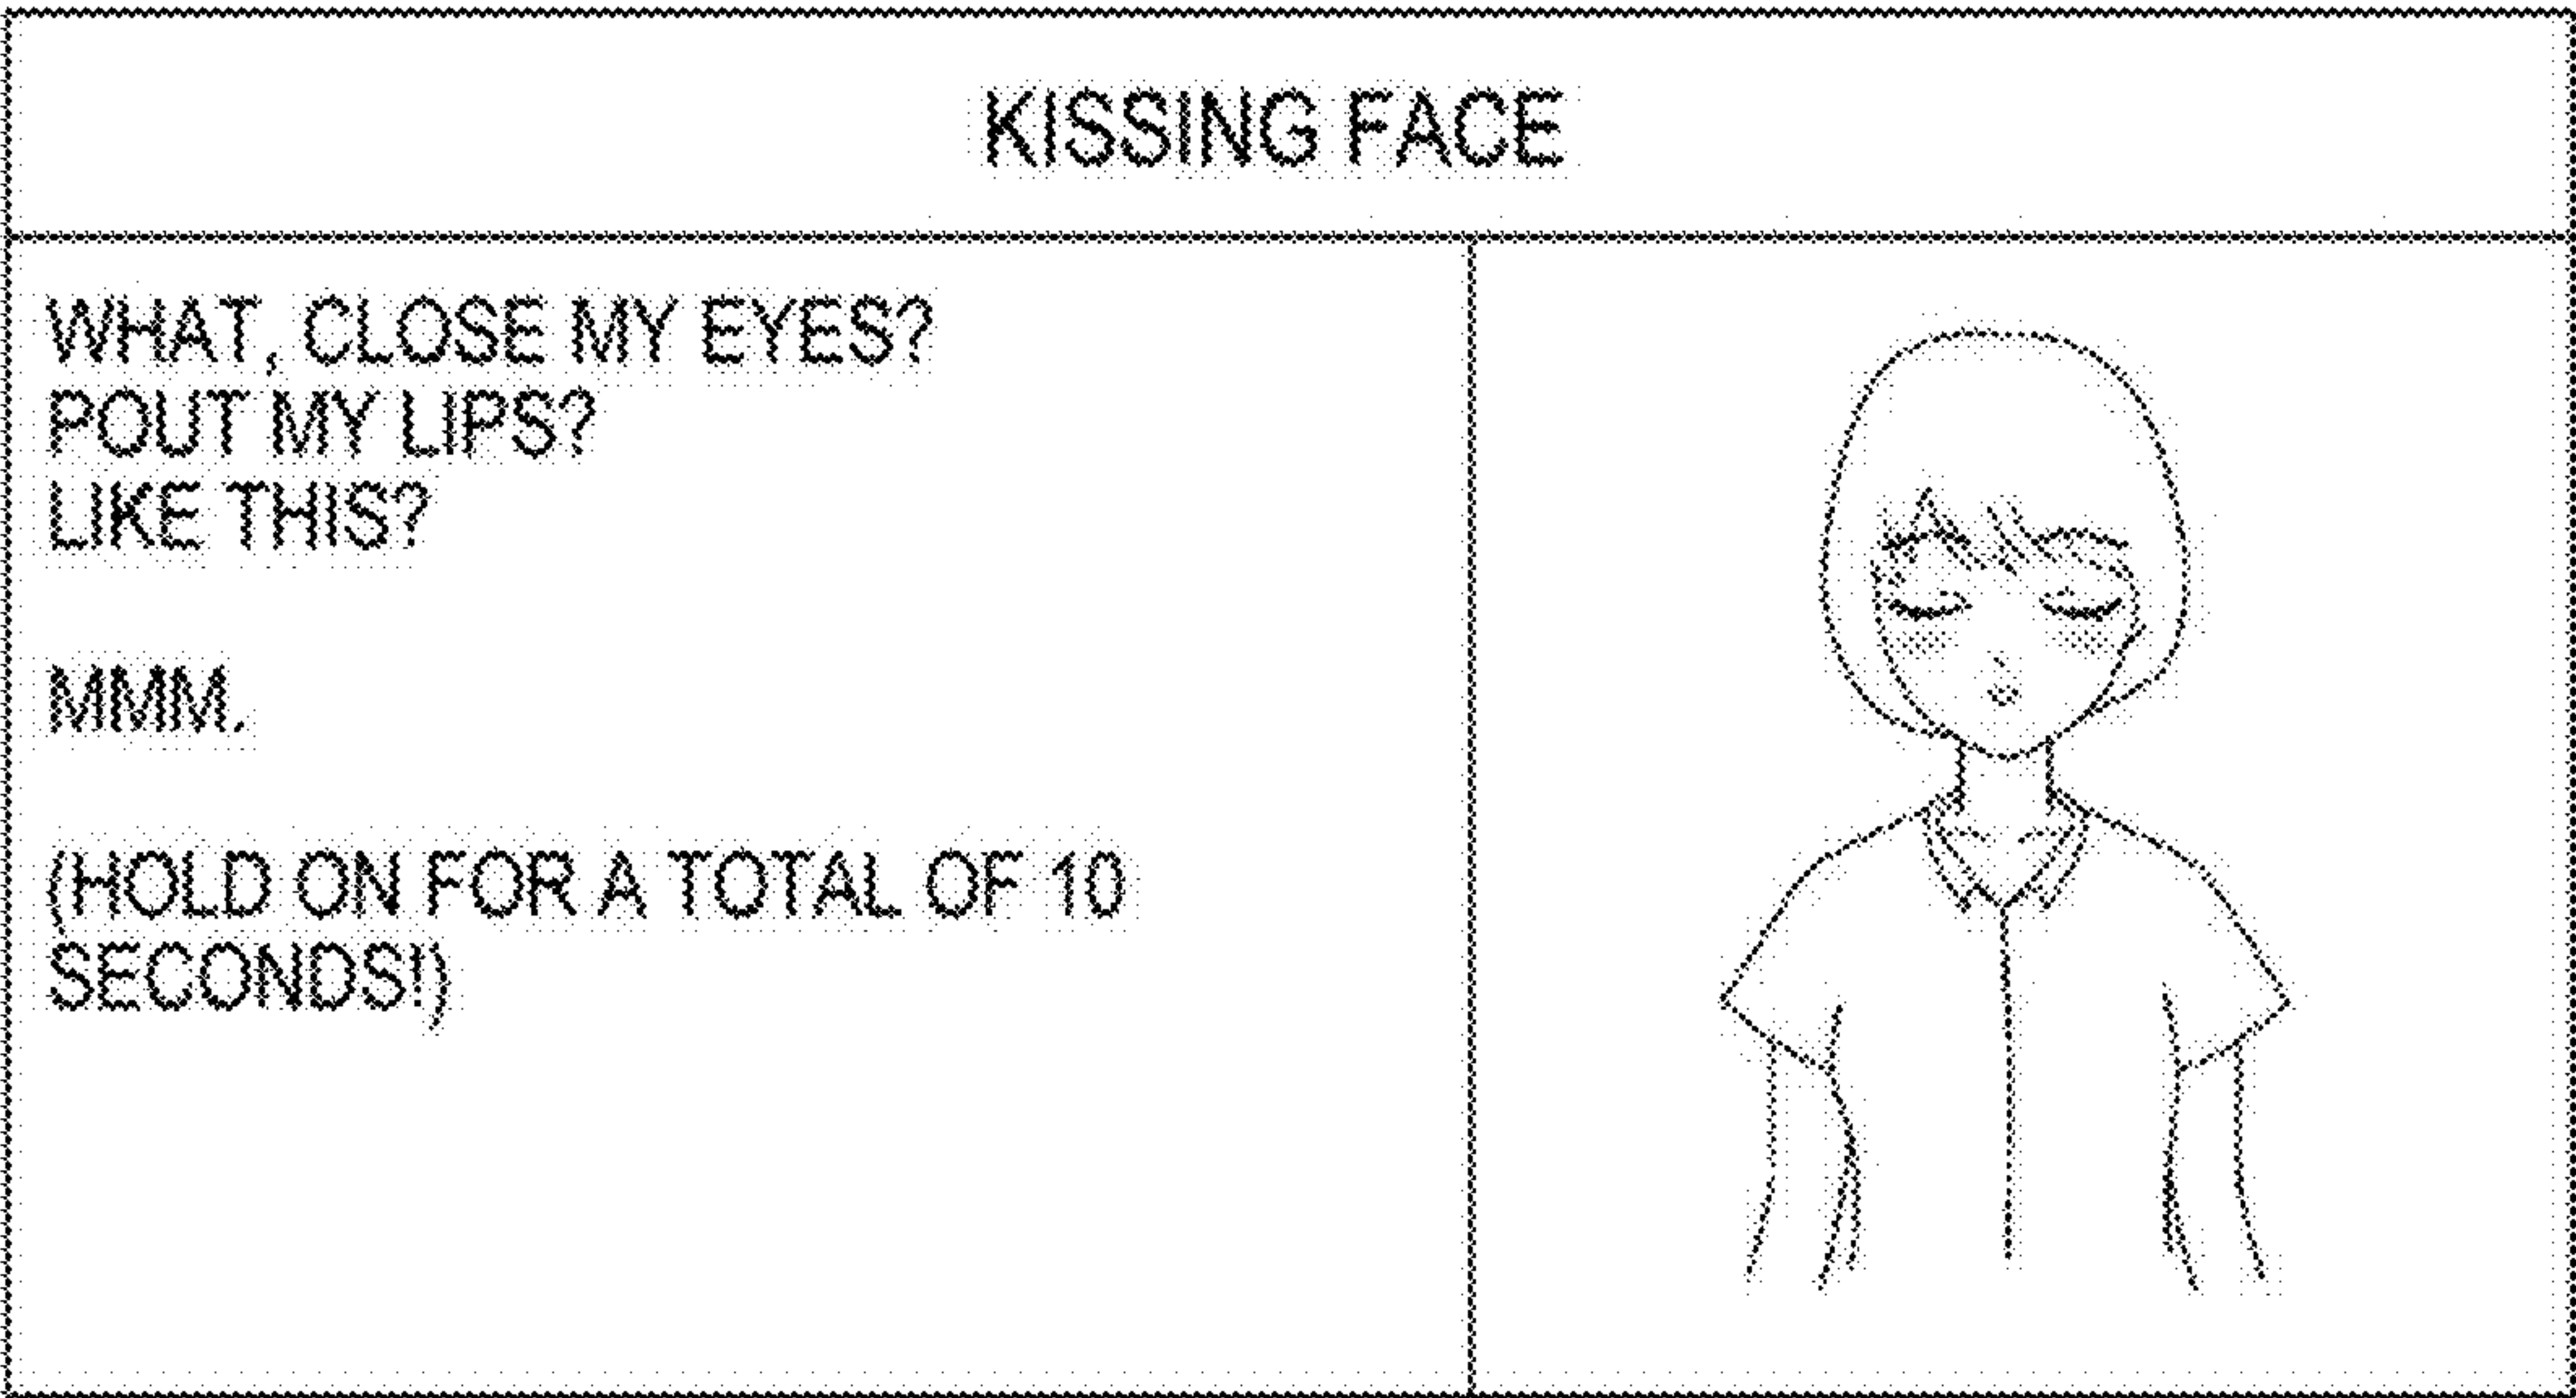 KISSING FACE
WHAT, CLOSE MY EYES?
POUT MY LIPS?
LIKE THIS?
MMM.
(HOLD ON FOR A TOTAL OF 10
SECONDS!)